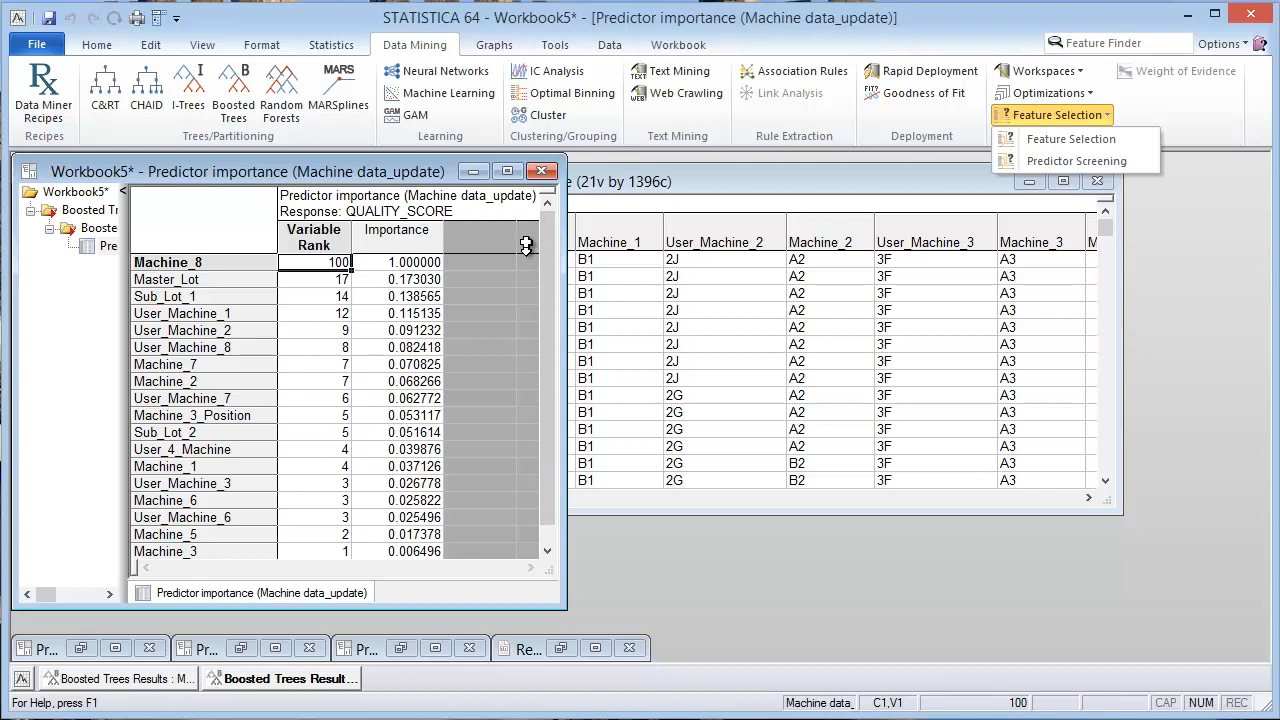 STATISTICA 64 - Workbook5* - [Predictor importance (Machine data_update)]
File
Home
Edit
View
Format
Statistics
Data Mining
Graphs
Tools
Data
Workbook
Feature Finder
Options
Data Miner
Recipes
C&RT
CHAID
I-Trees
Boosted
Trees
Random
Forests
MARS
MARSplines
Neural Networks
Machine Learning
GAM GAM
IC Analysis
Optimal Binning
Cluster
TEXT Text Mining
TEXT Web Crawling
Association Rules
Link Analysis
Rapid Deployment
Goodness of Fit
Workspaces
Optimizations
Feature Selection
Weight of Evidence
Recipes
Trees/Partitioning
Learning
Clustering/Grouping
Text Mining
Rule Extraction
Deployment
Feature Selection
Predictor Screening
Workbook5* - Predictor importance (Machine data_update)
Workbook5*
Boosted Tr
Booste
Pre
Predictor importance (Machine data_update)
Response: QUALITY_SCORE
Variable Rank Importance
Machine_8 100 1.000000
Master_Lot 17 0.173030
Sub_Lot_1 14 0.138565
User_Machine_1 12 0.115135
User_Machine_2 9 0.091232
User_Machine_8 8 0.082418
Machine_7 7 0.070825
Machine_2 7 0.068266
User_Machine_7 6 0.062772
Machine_3_Position 5 0.053117
Sub_Lot_2 5 0.051614
User_4_Machine 4 0.039876
Machine_1 4 0.037126
User_Machine_3 3 0.026778
Machine_6 3 0.025822
User_Machine_6 3 0.025496
Machine_5 2 0.017378
Machine_3 1 0.006496
Predictor importance (Machine data_update)
e (21v by 1396c)
Machine_1 User_Machine_2 Machine_2 User_Machine_3 Machine_3 M
B1 2J A2 3F A3
B1 2J A2 3F A3
B1 2J A2 3F A3
B1 2J A2 3F A3
B1 2J A2 3F A3
B1 2J A2 3F A3
B1 2J A2 3F A3
B1 2J A2 3F A3
B1 2G A2 3F A3
B1 2G A2 3F A3
B1 2G A2 3F A3
B1 2G A2 3F A3
B1 2G B2 3F A3
B1 2G B2 3F A3
Pr...
Pr...
Pr...
Re...
Boosted Trees Results : M...
Boosted Trees Result...
For Help, press F1
Machine data_
C1,V1
100
CAP
NUM
REC